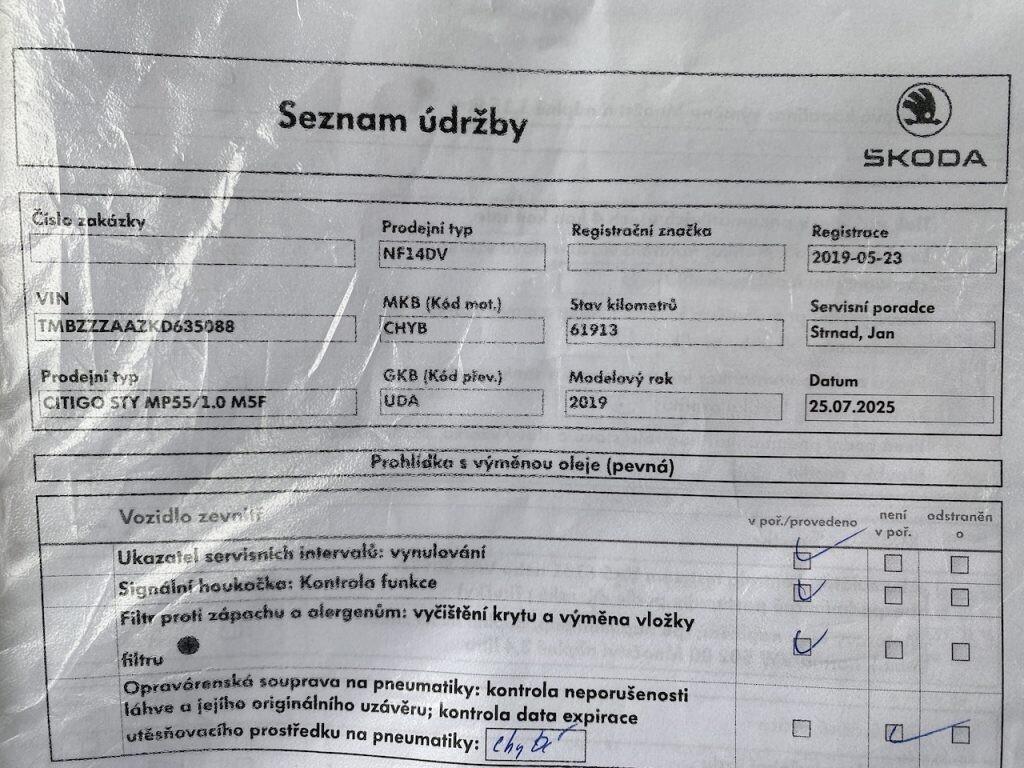 Seznam údržby
ŠKODA
Číslo zakázky
Prodejní typ
NF14DV
Registrační značka
Registrace
2019-05-23
VIN
TMBZZZAAZKD635088
MKB (Kód mot.)
CHYB
Stav kilometrů
61913
Servisní poradce
Strnad, Jan
Prodejní typ
CITIGO STY MP55/1.0 M5F
GKB (Kód přev.)
UDA
Modelový rok
2019
Datum
25.07.2025
Prohlídka s výměnou oleje (pevná)
Vozidlo zevnitř
v poř./provedeno
není
v poř.
odstraněn
o
Ukazatel servisních intervalů: vynulování
Signální houkačka: Kontrola funkce
Filtr proti zápachu a alergenům: vyčištění krytu a výměna vložky
filtru
Opravárenská souprava na pneumatiky: kontrola neporušenosti
láhve a jejího originálního uzávěru; kontrola data expirace
utěsňovacího prostředku na pneumatiky: chybí